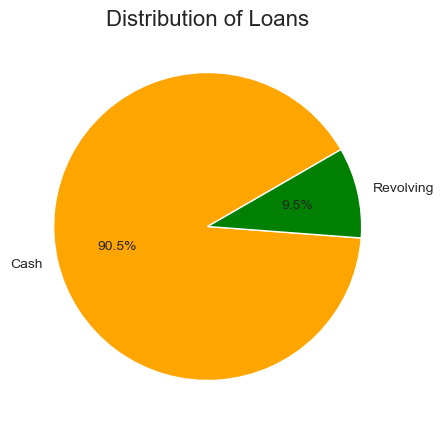 Distribution of Loans
Revolving
9.5%
90.5%
Cash